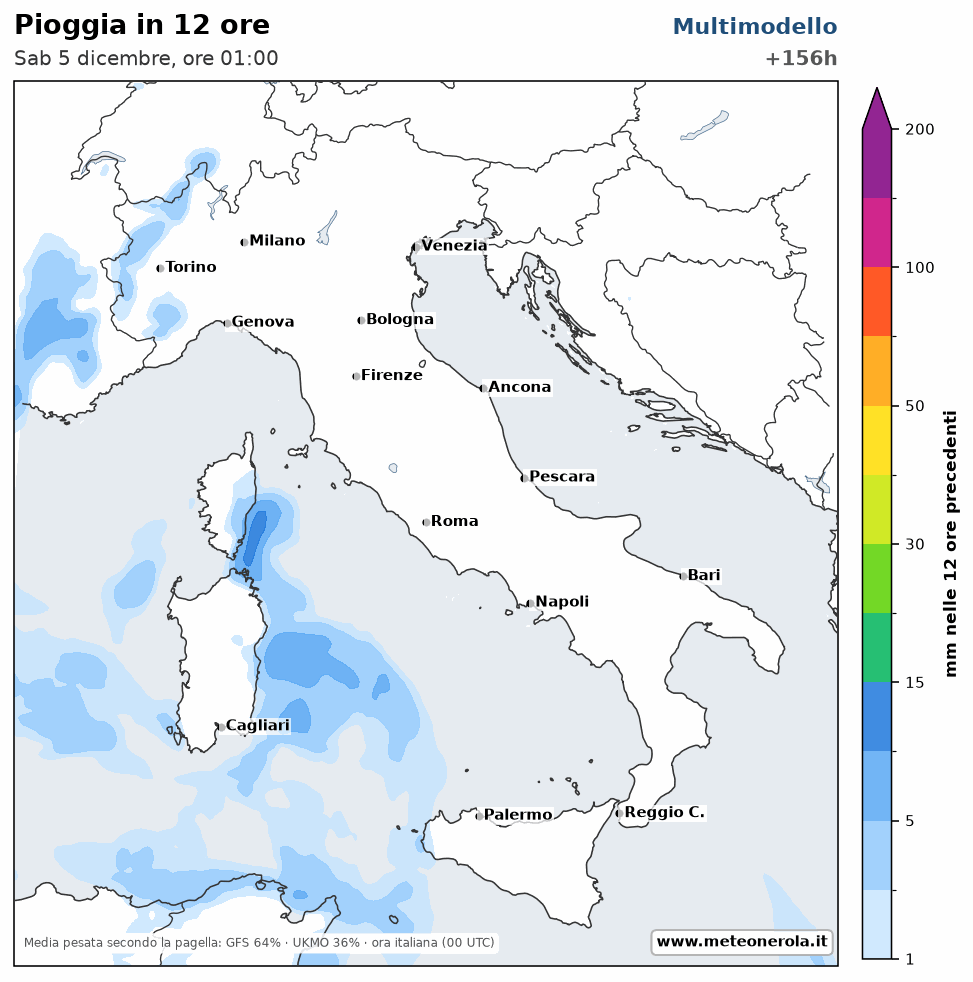 Pioggia in 12 ore
Multimodello
Sab 5 dicembre, ore 01:00
+156h
200
100
50
30
15
5
1
mm nelle 12 ore precedenti
Milano
Venezia
Torino
Genova
Bologna
Firenze
Ancona
Pescara
Roma
Bari
Napoli
Cagliari
Palermo
Reggio C.
Media pesata secondo la pagella: GFS 64% · UKMO 36% · ora italiana (00 UTC)
www.meteonerola.it